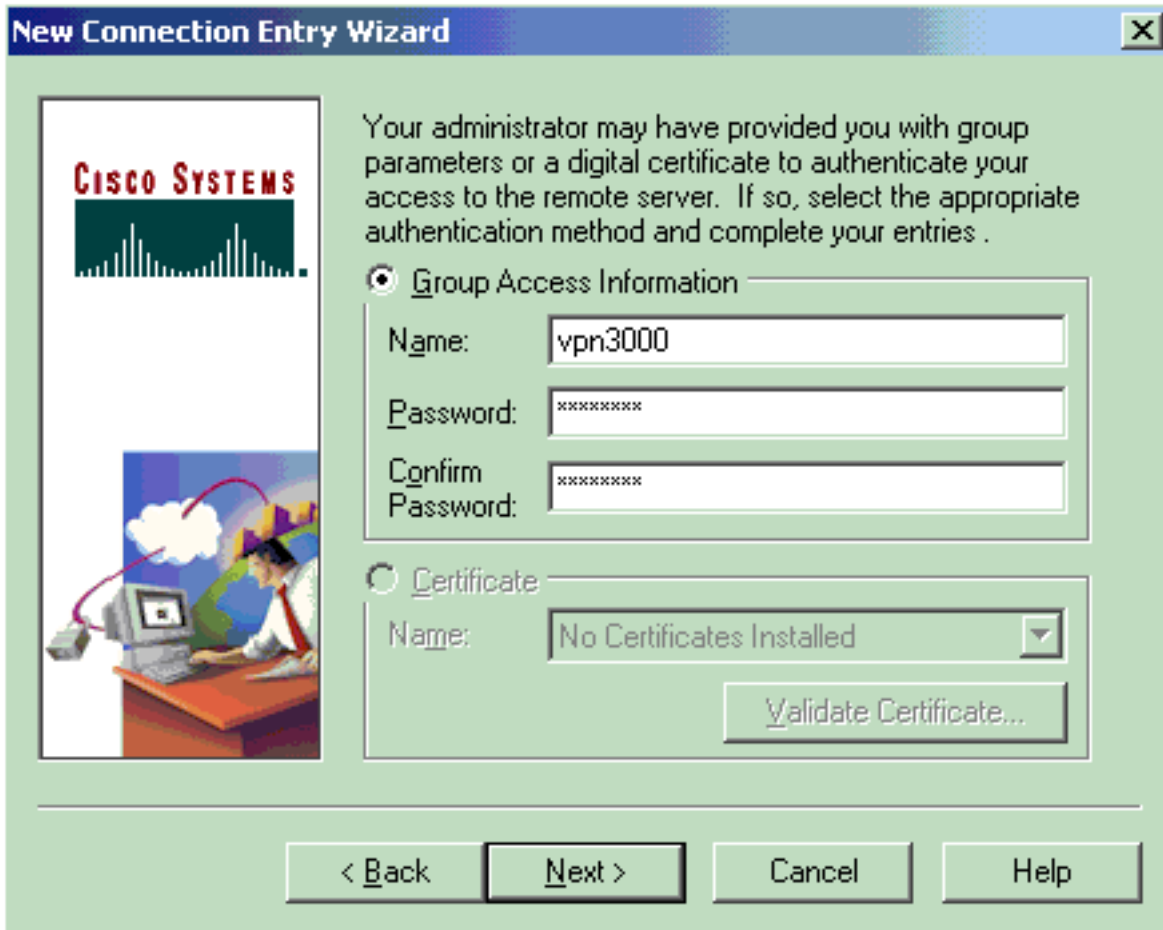 New Connection Entry Wizard
CISCO SYSTEMS
Your administrator may have provided you with group
parameters or a digital certificate to authenticate your
access to the remote server.  If so, select the appropriate
authentication method and complete your entries .
Group Access Information
Name: vpn3000
Password: ********
Confirm
Password: ********
Certificate
Name: No Certificates Installed
Validate Certificate...
< Back Next > Cancel Help